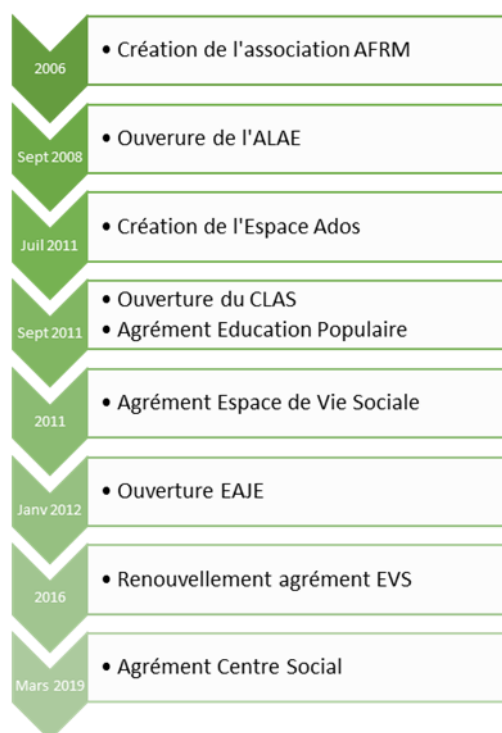 2006
• Création de l'association AFRM
Sept 2008
• Ouverure de l'ALAE
Juil 2011
• Création de l'Espace Ados
Sept 2011
• Ouverture du CLAS
• Agrément Education Populaire
2011
• Agrément Espace de Vie Sociale
Janv 2012
• Ouverture EAJE
2016
• Renouvellement agrément EVS
Mars 2019
• Agrément Centre Social